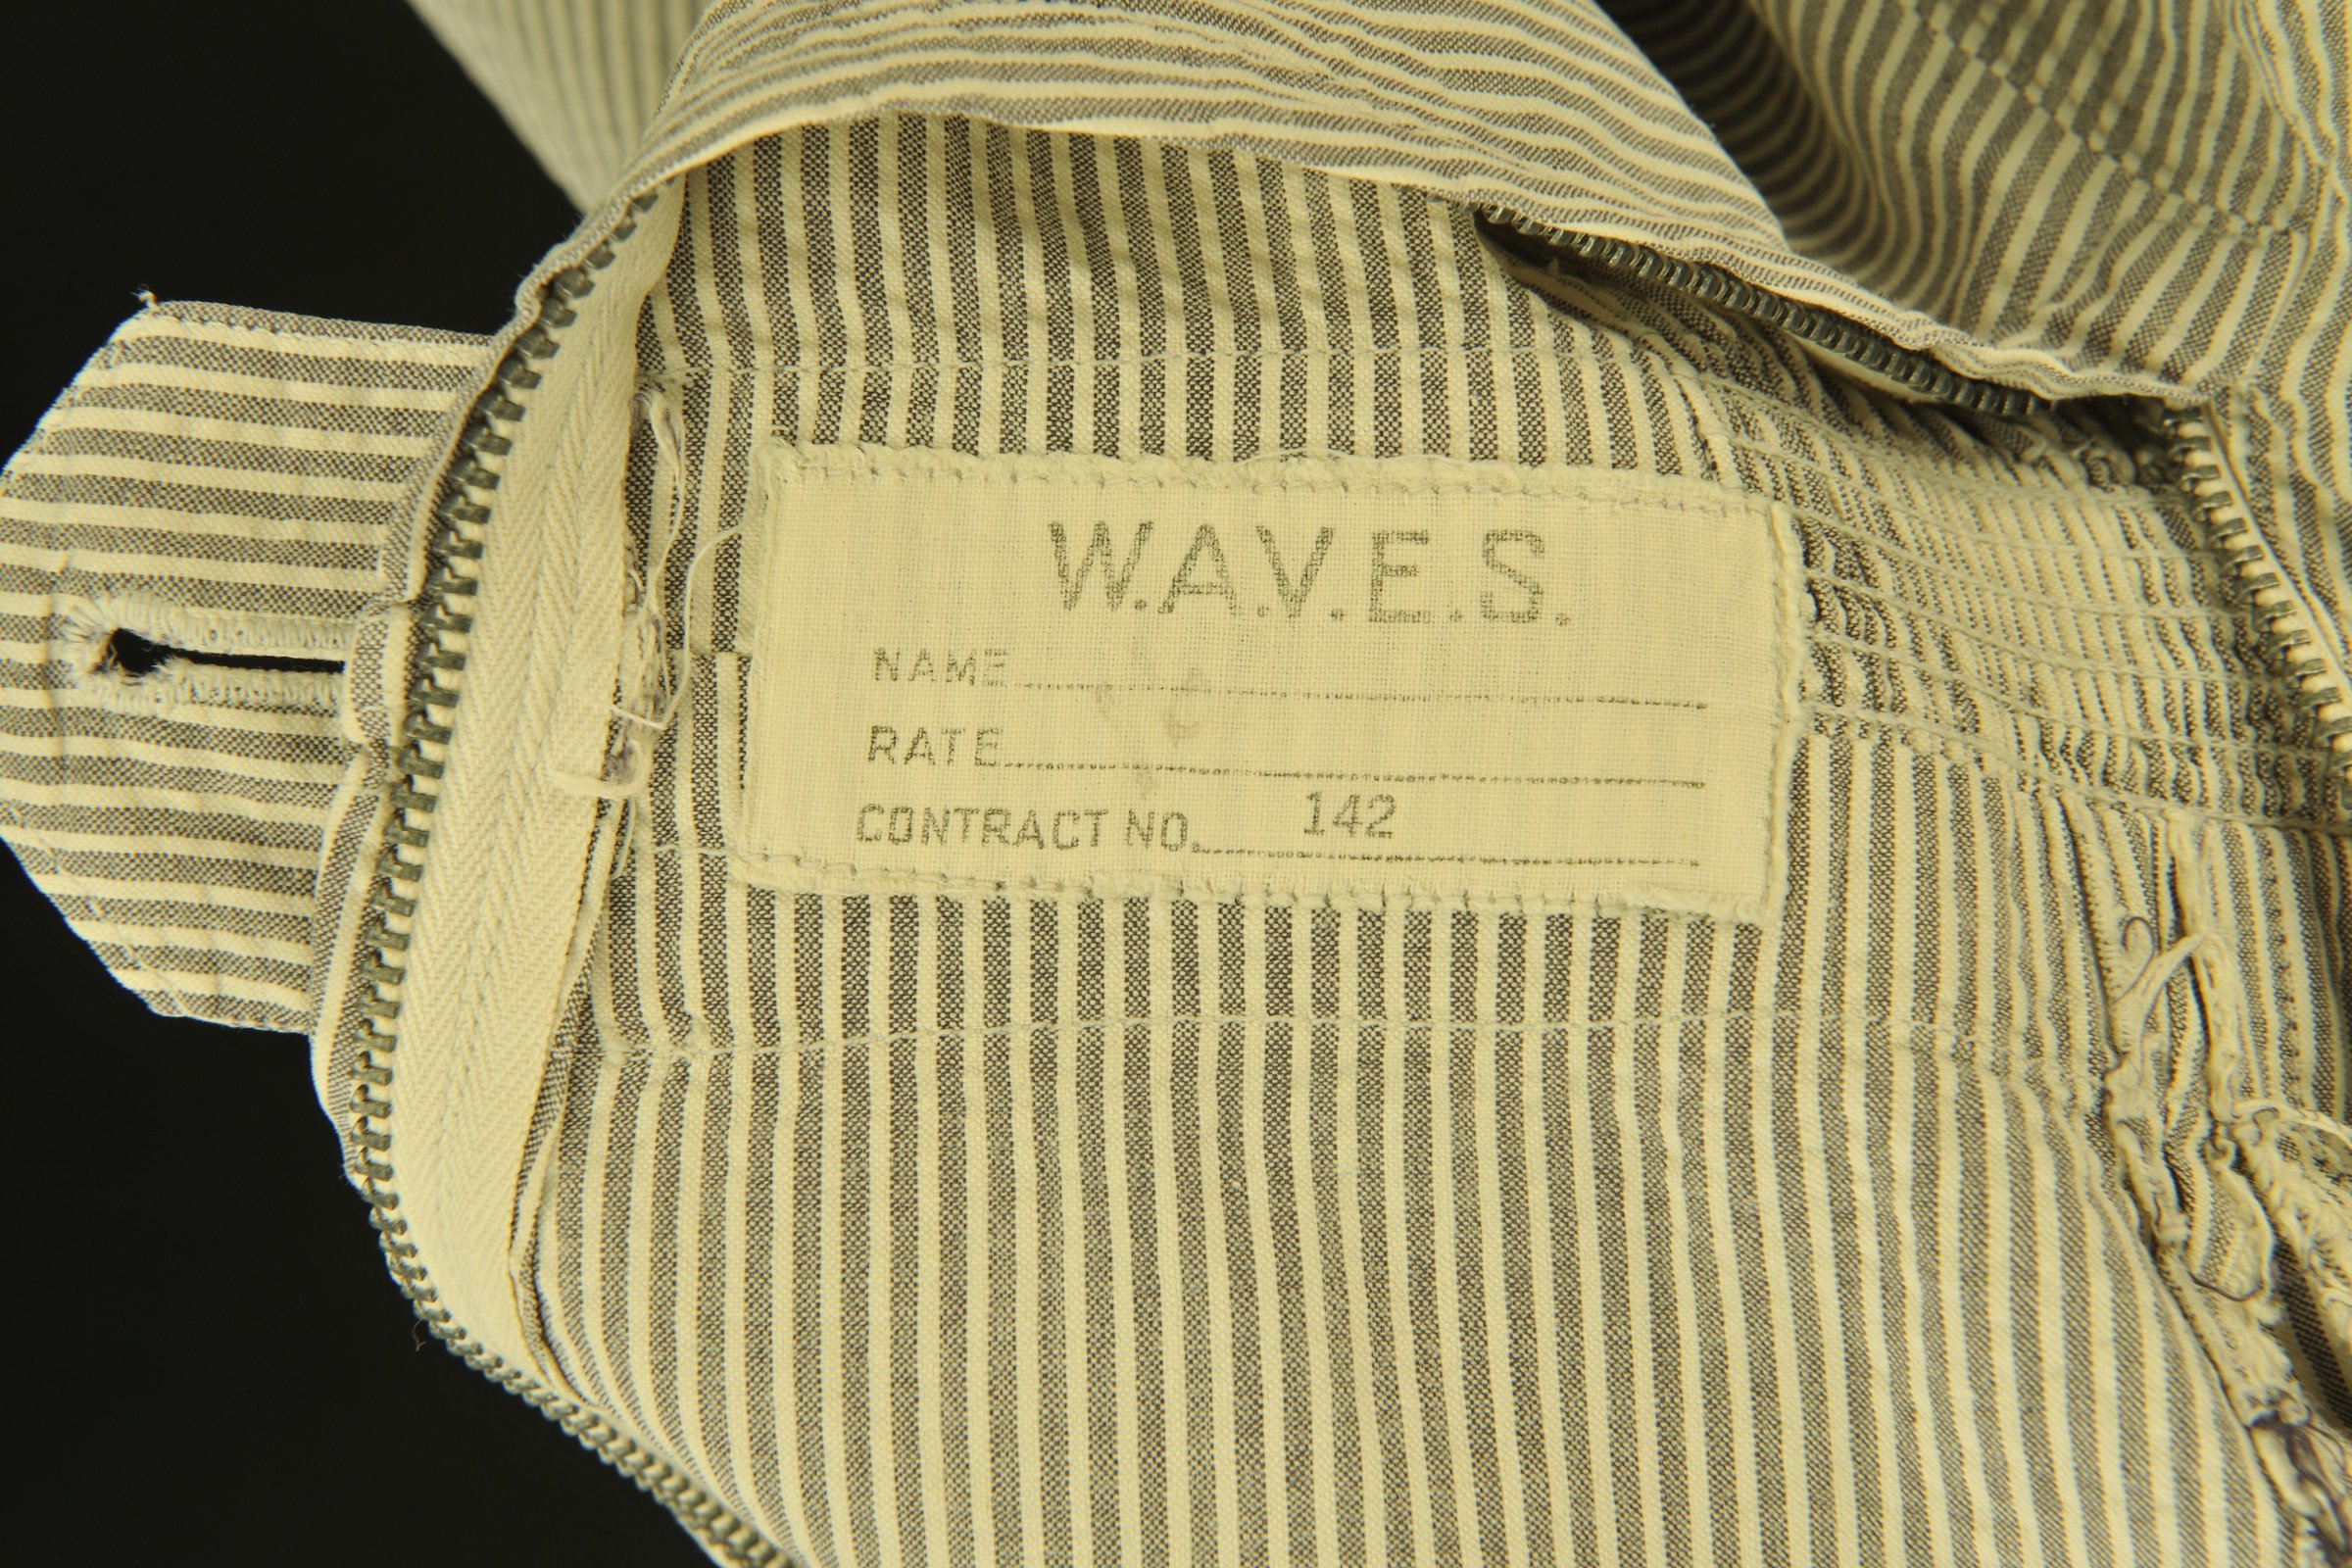 W.A.V.E.S.
NAME
RATE
CONTRACT NO. 142